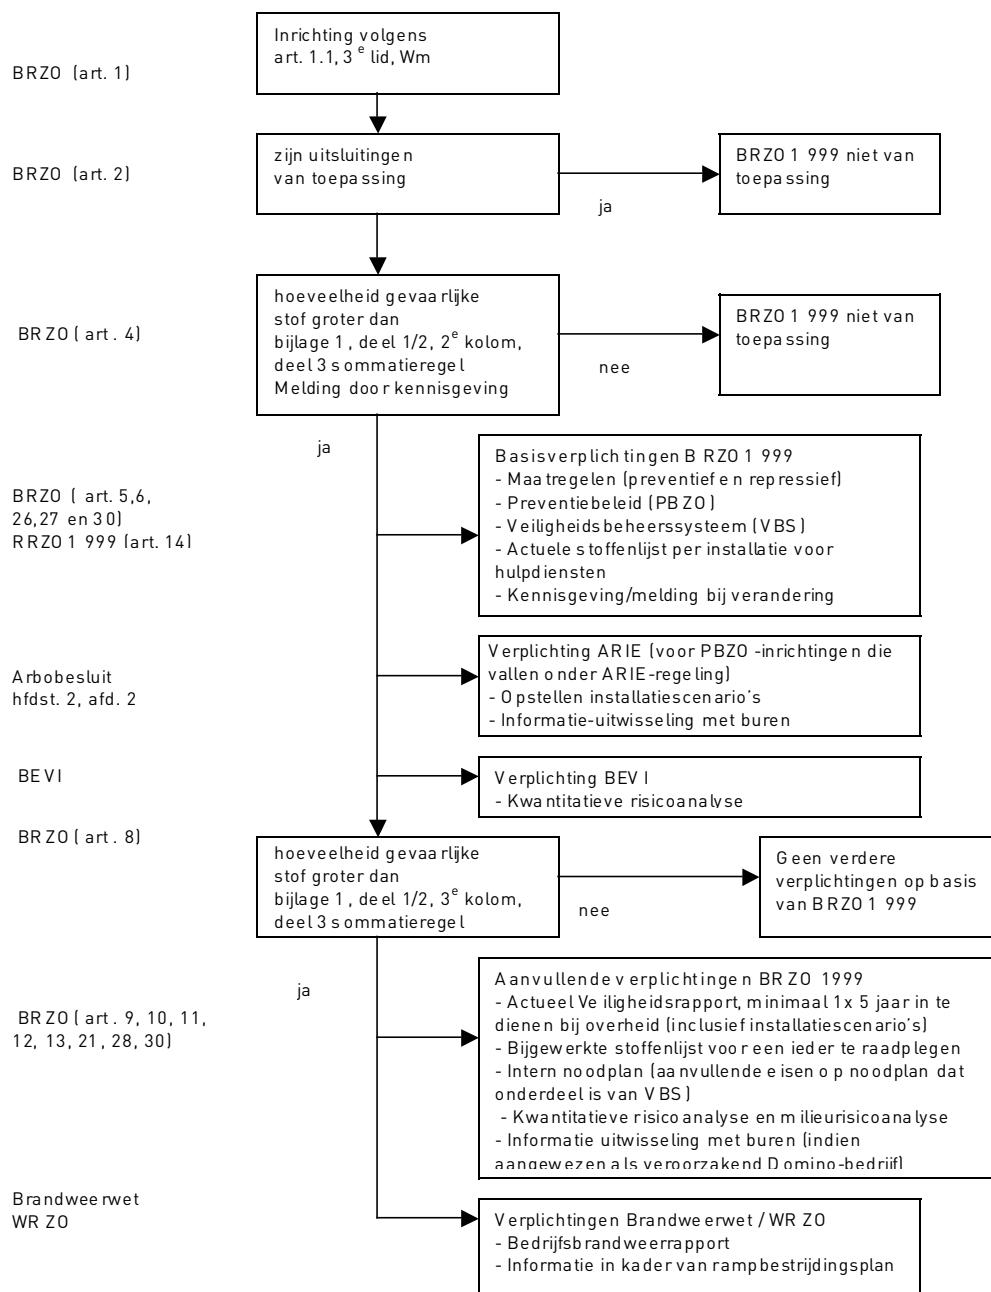 Inrichting volgens
art. 1.1, 3e lid, Wm
BRZO (art. 1)
zijn uitsluitingen
van toepassing
BRZO (art. 2)
BRZO 1999 niet van
toepassing
ja
hoeveelheid gevaarlijke
stof groter dan
bijlage 1, deel 1/2, 2e kolom,
deel 3 sommatieregel
Melding door kennisgeving
BRZO (art. 4)
BRZO 1999 niet van
toepassing
nee
ja
BRZO (art. 5,6,
26,27 en 30)
RRZO 1999 (art. 14)
Basisverplichtingen BRZO 1999
- Maatregelen (preventief en repressief)
- Preventiebeleid (PBZO)
- Veiligheidsbeheerssysteem (VBS)
- Actuele stoffenlijst per installatie voor
hulpdiensten
- Kennisgeving/melding bij verandering
Arbobesluit
hfdst. 2, afd. 2
Verplichting ARIE (voor PBZO-inrichtingen die
vallen onder ARIE-regeling)
- Opstellen installatiescenario's
- Informatie-uitwisseling met buren
BEVI
Verplichting BEVI
- Kwantitatieve risicoanalyse
BRZO (art. 8)
hoeveelheid gevaarlijke
stof groter dan
bijlage 1, deel 1/2, 3e kolom,
deel 3 sommatieregel
nee
Geen verdere
verplichtingen op basis
van BRZO 1999
ja
BRZO (art. 9, 10, 11,
12, 13, 21, 28, 30)
Aanvullende verplichtingen BRZO 1999
- Actueel Veiligheidsrapport, minimaal 1x 5 jaar in te
dienen bij overheid (inclusief installatiescenario's)
- Bijgewerkte stoffenlijst voor een ieder te raadplegen
- Intern noodplan (aanvullende eisen op noodplan dat
onderdeel is van VBS)
- Kwantitatieve risicoanalyse en milieurisicoanalyse
- Informatie uitwisseling met buren (indien
aangewezen als veroorzakend Domino-bedrijf)
Brandweerwet
WRZO
Verplichtingen Brandweerwet / WRZO
- Bedrijfsbrandweerrapport
- Informatie in kader van rampbestrijdingsplan